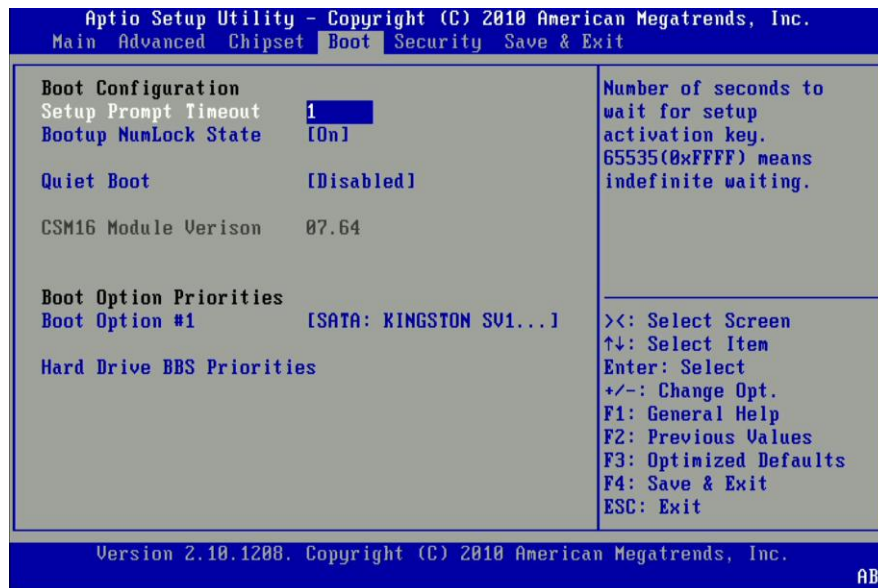 Aptio Setup Utility – Copyright (C) 2010 American Megatrends, Inc.
Main Advanced Chipset Boot Security Save & Exit
Boot Configuration
Setup Prompt Timeout 1
Bootup NumLock State [On]
Quiet Boot [Disabled]
CSM16 Module Verison 07.64
Boot Option Priorities
Boot Option #1 [SATA: KINGSTON SV1...]
Hard Drive BBS Priorities
Number of seconds to
wait for setup
activation key.
65535(0xFFFF) means
indefinite waiting.
><: Select Screen
↑↓: Select Item
Enter: Select
+/-: Change Opt.
F1: General Help
F2: Previous Values
F3: Optimized Defaults
F4: Save & Exit
ESC: Exit
Version 2.10.1208. Copyright (C) 2010 American Megatrends, Inc.
AB